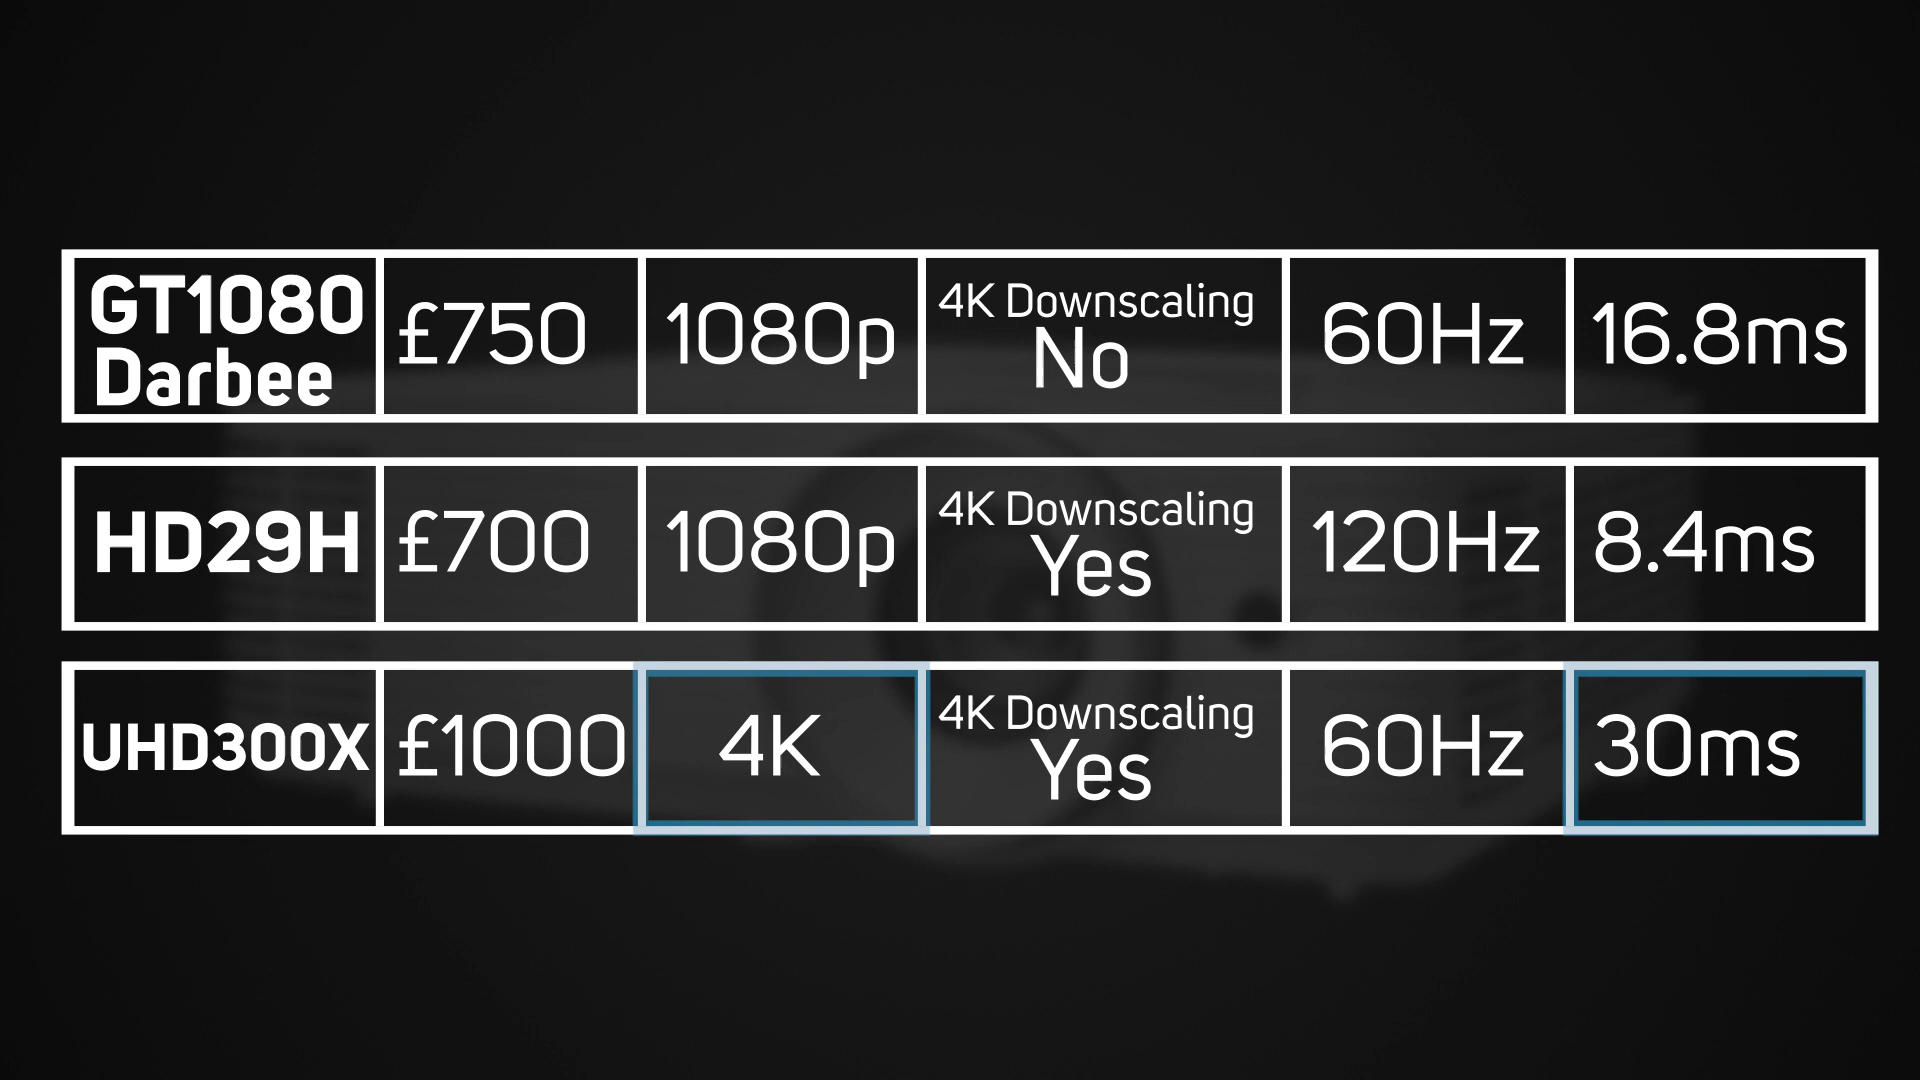 GT1080 Darbee £750 1080p 4K Downscaling No 60Hz 16.8ms
HD29H £700 1080p 4K Downscaling Yes 120Hz 8.4ms
UHD300X £1000 4K 4K Downscaling Yes 60Hz 30ms